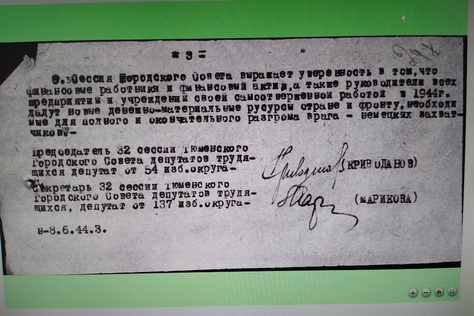 - 3 -
9. Сессия Городского Совета выражает уверенность в том, что
финансовые работники и финансовый актив, а также руководители всех
предприятий и учреждений своей самоотверженной работой в 1944г.
дадут новые денежно-материальные русурсы стране и фронту, необходи
мые для полного и окончательного разгрома врага - немецких захват-
чиков.-
Председатель 32 сессии Тюменского
Городского Совета депутатов трудя-
щихся депутат от 54 изб.округа-
(КРИВОЛАПОВ)
Секретарь 32 сессии Тюменского
Городского Совета депутатов трудя-
щихся, депутат от 137 изб.округа-
(МАРИКОВА)
в-8.6.44.3.